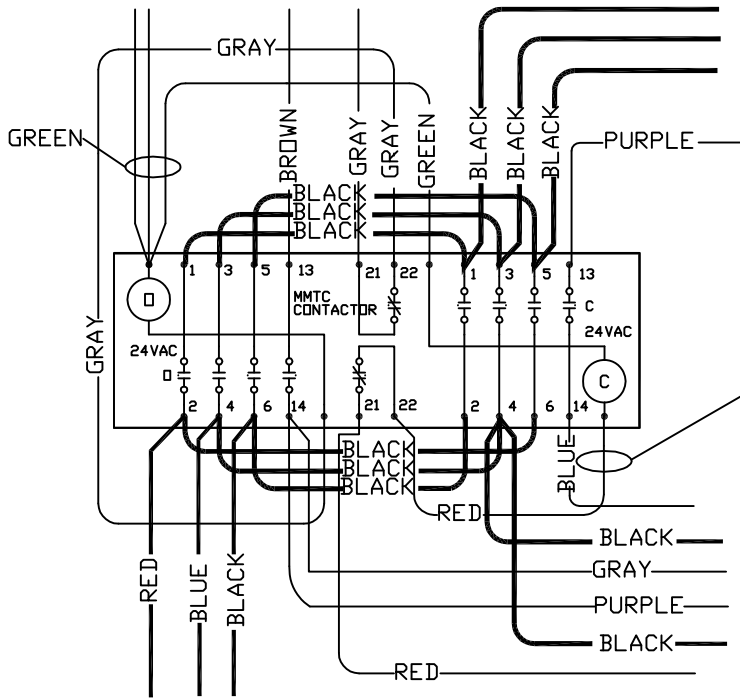 GRAY
GREEN
BROWN
GRAY
GRAY
GREEN
BLACK
BLACK
BLACK
PURPLE
BLACK
BLACK
BLACK
1 3 5 13 21 22 1 3 5 13
O
MMTC
CONTACTOR
C
24VAC
GRAY
24VAC
O
C
2 4 6 14 21 22 2 4 6 14
BLACK
BLACK
BLACK
BLUE
RED
BLACK
RED
BLUE
BLACK
GRAY
PURPLE
BLACK
RED